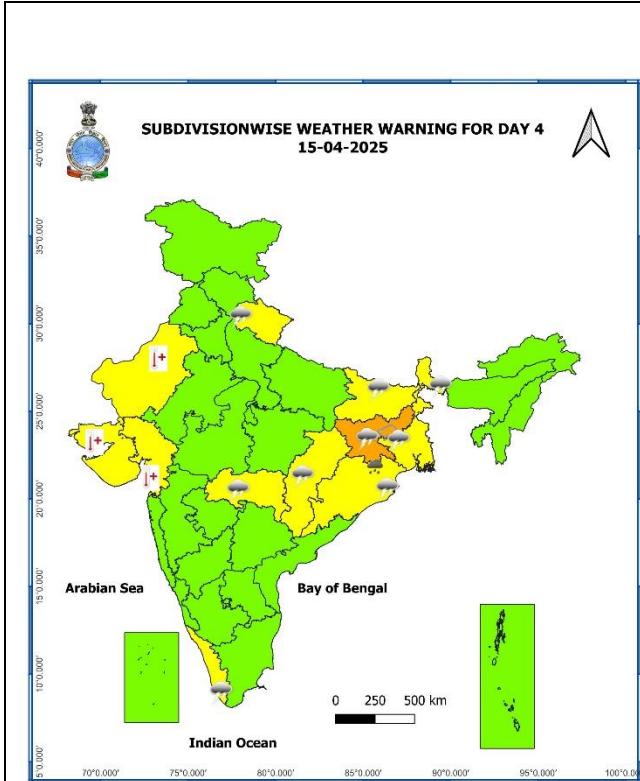 SUBDIVISIONWISE WEATHER WARNING FOR DAY 4
15-04-2025
40°0.000'
35°0.000'
30°0.000'
25°0.000'
20°0.000'
15°0.000'
10°0.000'
5°0.000'
Arabian Sea
Bay of Bengal
0 250 500 km
Indian Ocean
70°0.000' 75°0.000' 80°0.000' 85°0.000' 90°0.000' 95°0.000'